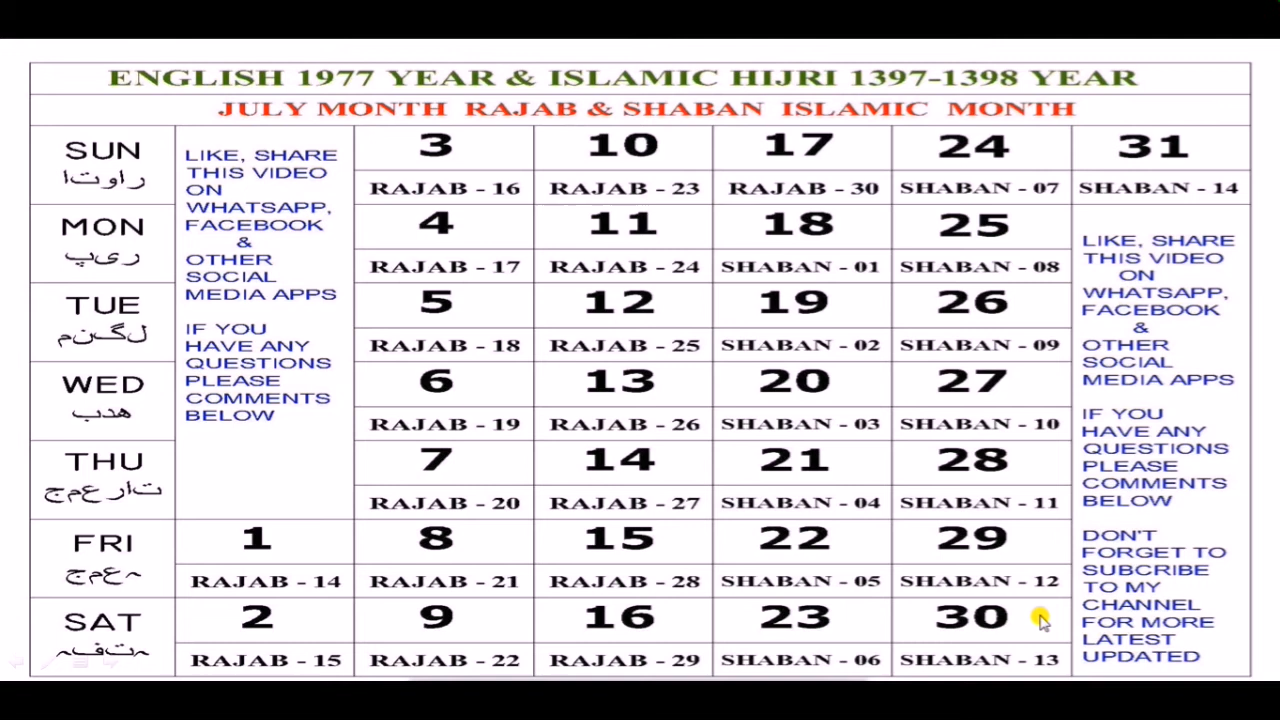 ENGLISH 1977 YEAR & ISLAMIC HIJRI 1397-1398 YEAR
JULY MONTH RAJAB & SHABAN ISLAMIC MONTH
SUN
راوتا
3
RAJAB - 16
10
RAJAB - 23
17
RAJAB - 30
24
SHABAN - 07
31
SHABAN - 14
MON
ریپ
4
RAJAB - 17
11
RAJAB - 24
18
SHABAN - 01
25
SHABAN - 08
TUE
لگنم
5
RAJAB - 18
12
RAJAB - 25
19
SHABAN - 02
26
SHABAN - 09
WED
هدب
6
RAJAB - 19
13
RAJAB - 26
20
SHABAN - 03
27
SHABAN - 10
THU
تارعمج
7
RAJAB - 20
14
RAJAB - 27
21
SHABAN - 04
28
SHABAN - 11
FRI
ہعمج
1
RAJAB - 14
8
RAJAB - 21
15
RAJAB - 28
22
SHABAN - 05
29
SHABAN - 12
SAT
ہتفہ
2
RAJAB - 15
9
RAJAB - 22
16
RAJAB - 29
23
SHABAN - 06
30
SHABAN - 13
LIKE, SHARE
THIS VIDEO
ON
WHATSAPP,
FACEBOOK
&
OTHER
SOCIAL
MEDIA APPS
IF YOU
HAVE ANY
QUESTIONS
PLEASE
COMMENTS
BELOW
LIKE, SHARE
THIS VIDEO
ON
WHATSAPP,
FACEBOOK
&
OTHER
SOCIAL
MEDIA APPS
IF YOU
HAVE ANY
QUESTIONS
PLEASE
COMMENTS
BELOW
DON'T
FORGET TO
SUBCRIBE
TO MY
CHANNEL
FOR MORE
LATEST
UPDATED